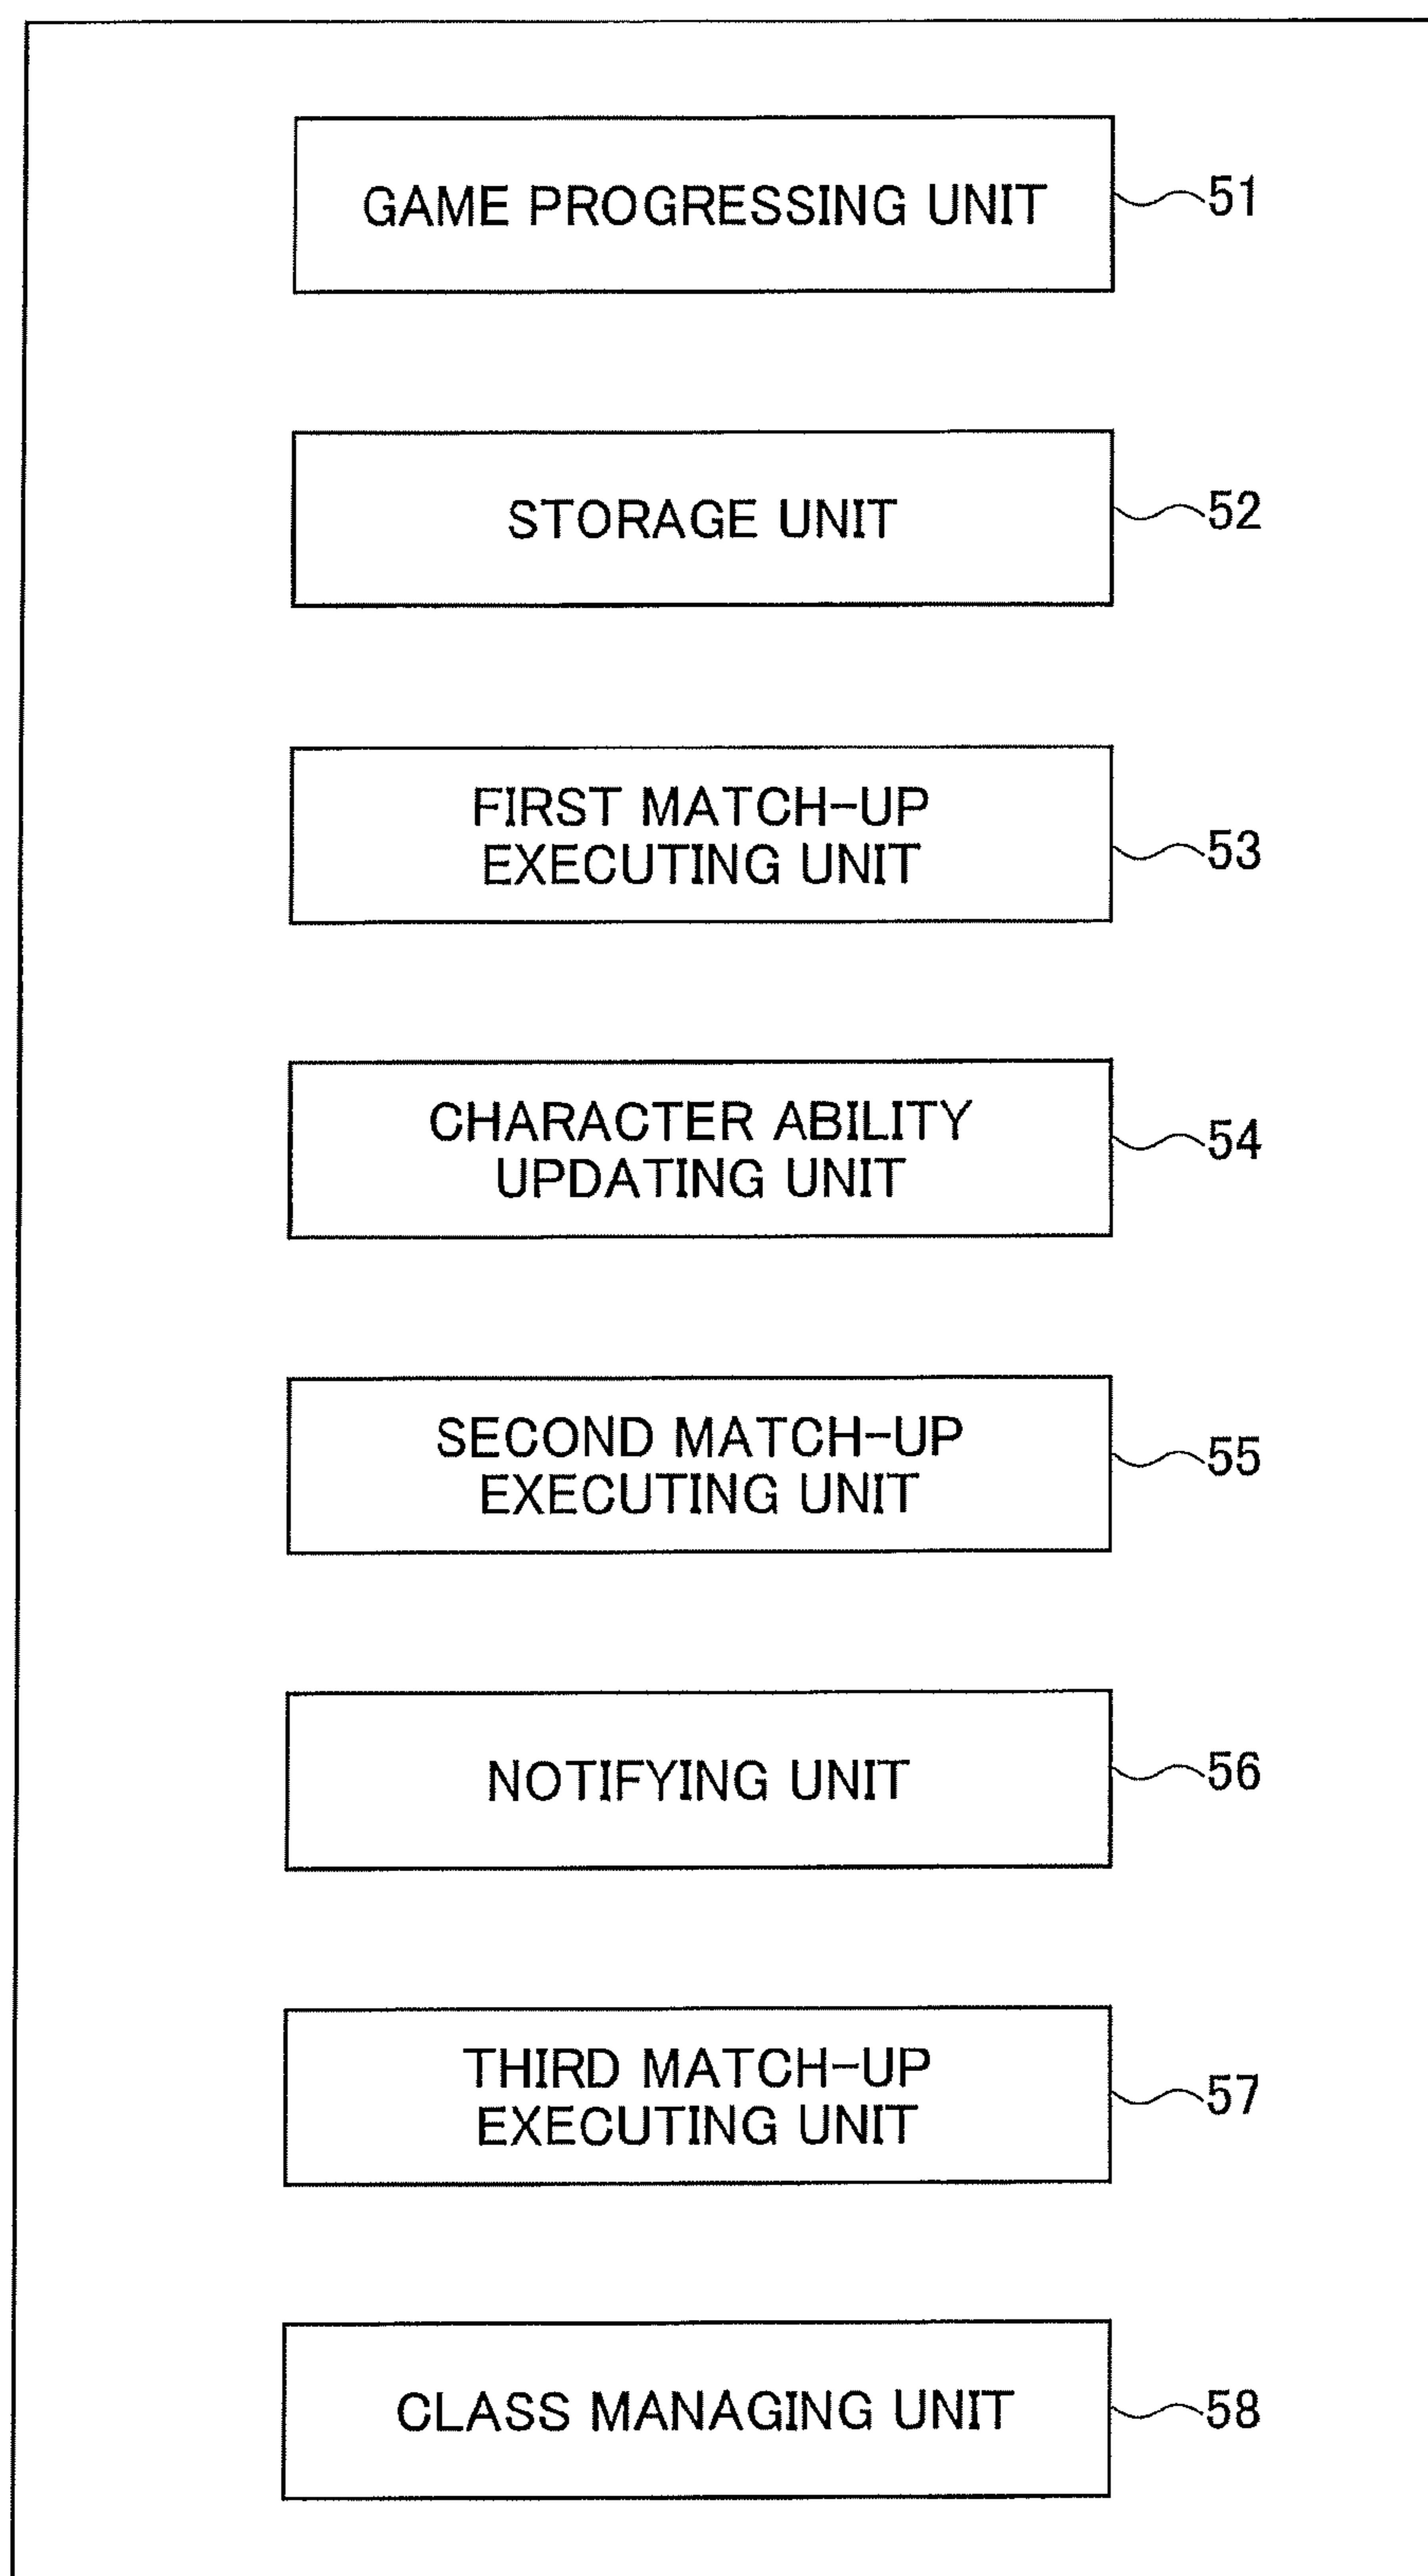 GAME PROGRESSING UNIT
51
STORAGE UNIT
52
FIRST MATCH-UP
EXECUTING UNIT
53
CHARACTER ABILITY
UPDATING UNIT
54
SECOND MATCH-UP
EXECUTING UNIT
55
NOTIFYING UNIT
56
THIRD MATCH-UP
EXECUTING UNIT
57
CLASS MANAGING UNIT
58